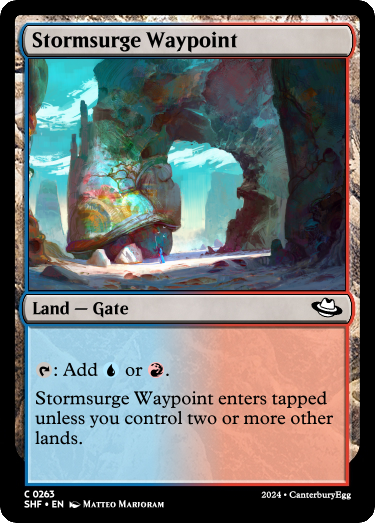 Stormsurge Waypoint
Land — Gate
: Add or .
Stormsurge Waypoint enters tapped
unless you control two or more other
lands.
C 0263
SHF • EN Matteo Marjoram
2024 • CanterburyEgg